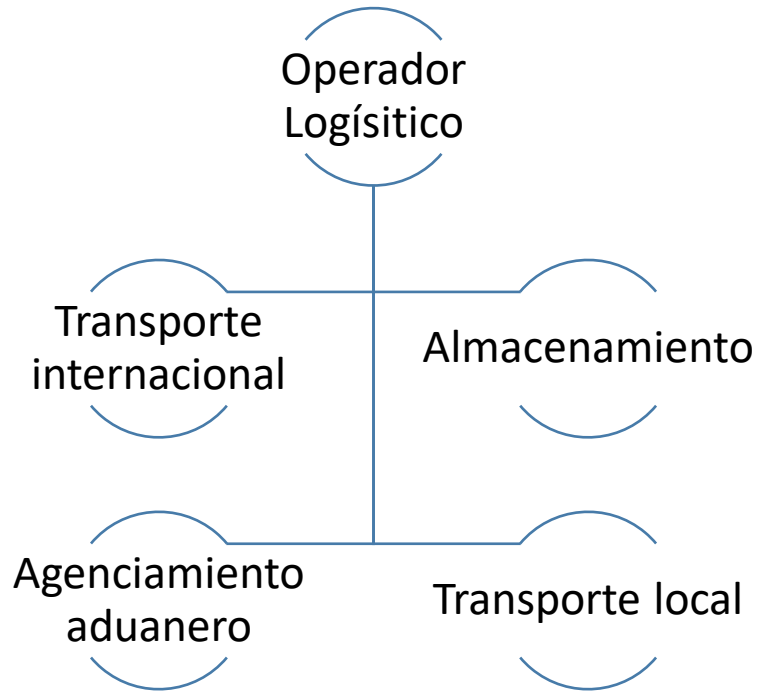 Operador
Logísitico
Transporte
internacional
Almacenamiento
Agenciamiento
aduanero
Transporte local